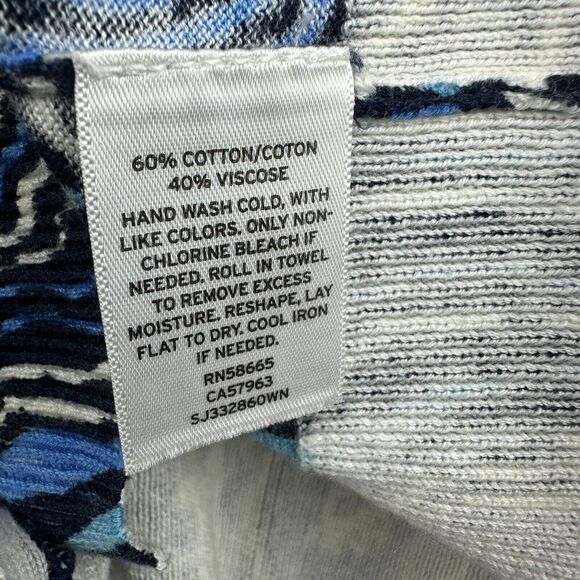 60% COTTON/COTON
40% VISCOSE
HAND WASH COLD, WITH
LIKE COLORS. ONLY NON-
CHLORINE BLEACH IF
NEEDED. ROLL IN TOWEL
TO REMOVE EXCESS
MOISTURE. RESHAPE, LAY
FLAT TO DRY. COOL IRON
IF NEEDED.
RN58665
CA57963
SJ332860WN